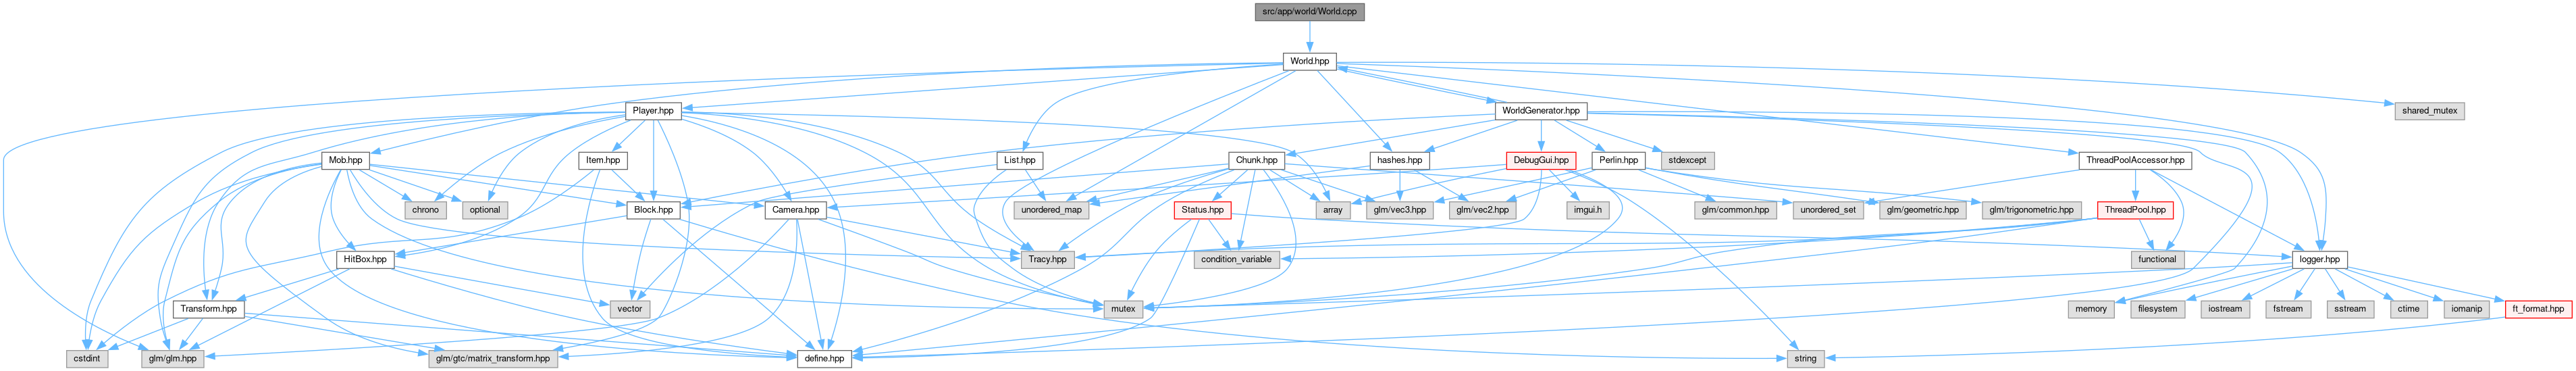 src/app/world/World.cpp
World.hpp
Player.hpp
WorldGenerator.hpp
shared_mutex
Mob.hpp
Item.hpp
List.hpp
Chunk.hpp
hashes.hpp
DebugGui.hpp
Perlin.hpp
stdexcept
ThreadPoolAccessor.hpp
chrono
optional
Block.hpp
Camera.hpp
unordered_map
Status.hpp
array
glm/vec3.hpp
glm/vec2.hpp
imgui.h
glm/common.hpp
unordered_set
glm/geometric.hpp
glm/trigonometric.hpp
ThreadPool.hpp
HitBox.hpp
Tracy.hpp
condition_variable
functional
logger.hpp
Transform.hpp
vector
mutex
memory
filesystem
iostream
fstream
sstream
ctime
iomanip
ft_format.hpp
cstdint
glm/glm.hpp
glm/gtc/matrix_transform.hpp
define.hpp
string